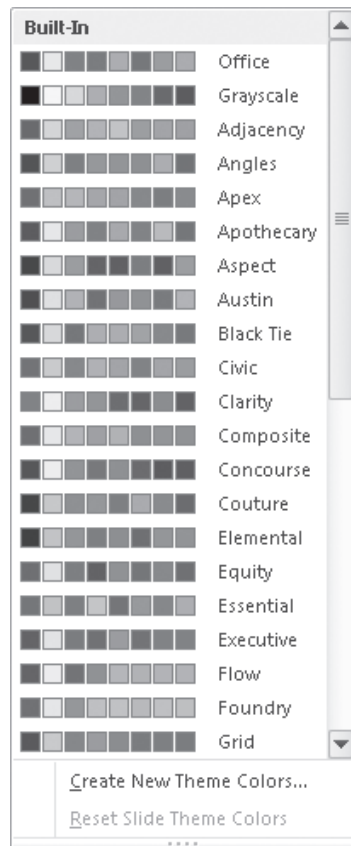 Built-In
Office
Grayscale
Adjacency
Angles
Apex
Apothecary
Aspect
Austin
Black Tie
Civic
Clarity
Composite
Concourse
Couture
Elemental
Equity
Essential
Executive
Flow
Foundry
Grid
Create New Theme Colors...
Reset Slide Theme Colors